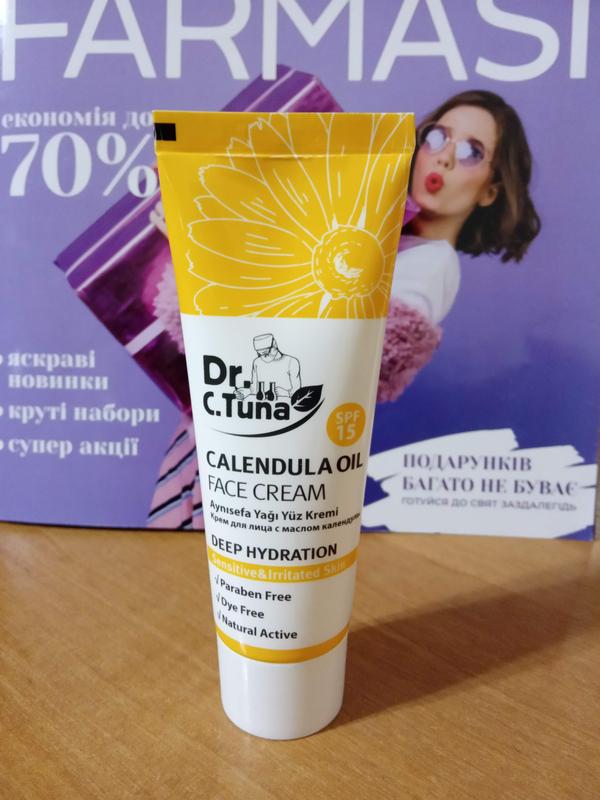 FARMASI
економія до
70%
• яскраві
новинки
• круті набори
• супер акції
Dr.
C.Tuna
SPF
15
CALENDULA OIL
FACE CREAM
Aynısefa Yağı Yüz Kremi
Крем для лица с маслом календулы
DEEP HYDRATION
Sensitive&Irritated Skin
√ Paraben Free
√ Dye Free
√ Natural Active
ПОДАРУНКІВ
БАГАТО НЕ БУВАЄ
ГОТУЙСЯ ДО СВЯТ ЗАЗДАЛЕГІДЬ